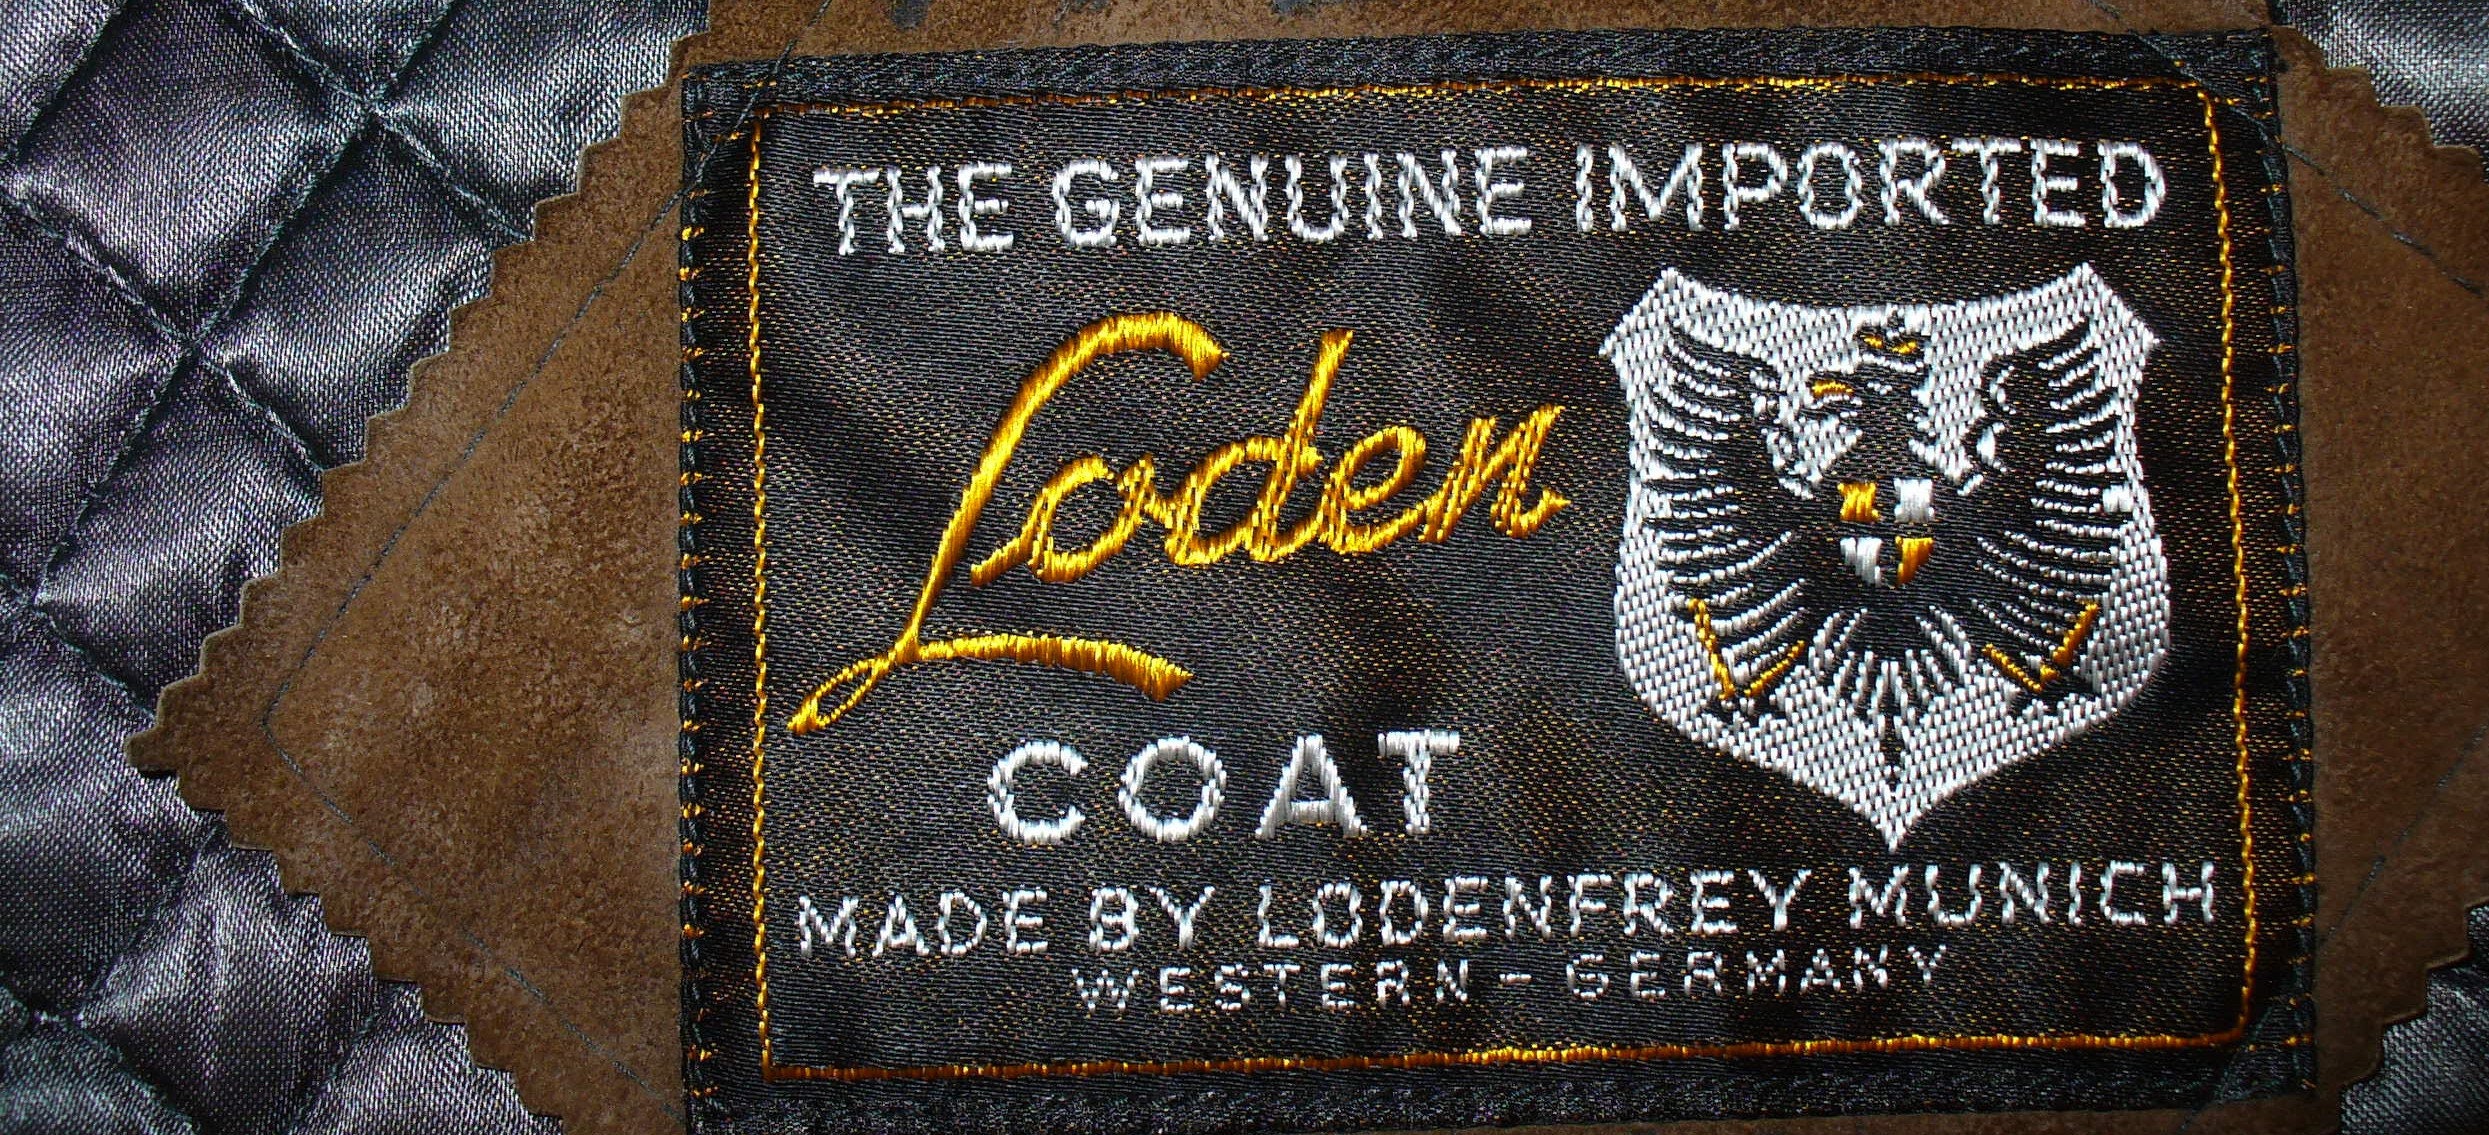 THE GENUINE IMPORTED
Loden
COAT
MADE BY LODENFREY MUNICH
WESTERN-GERMANY